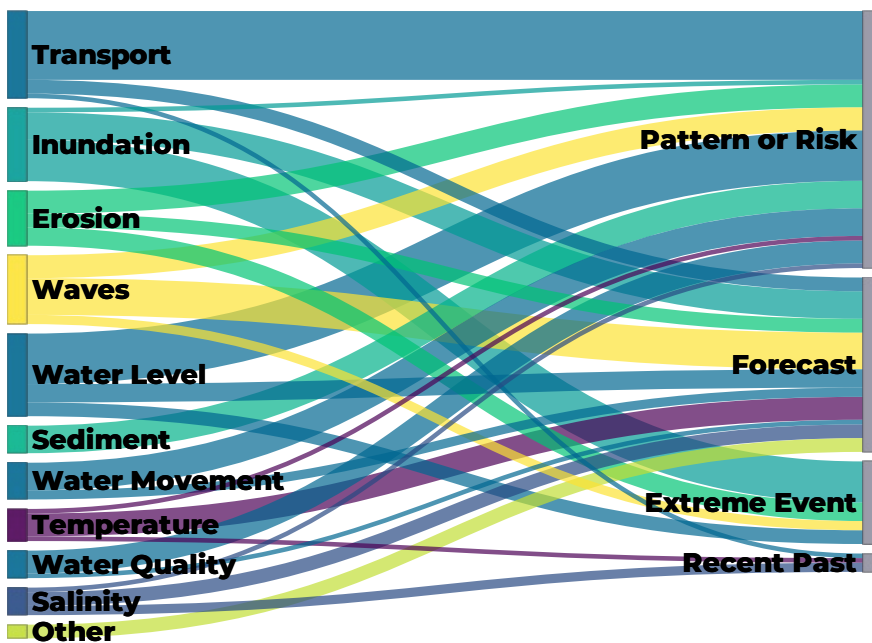 Transport
Inundation
Erosion
Waves
Water Level
Sediment
Water Movement
Temperature
Water Quality
Salinity
Other
Pattern or Risk
Forecast
Extreme Event
Recent Past